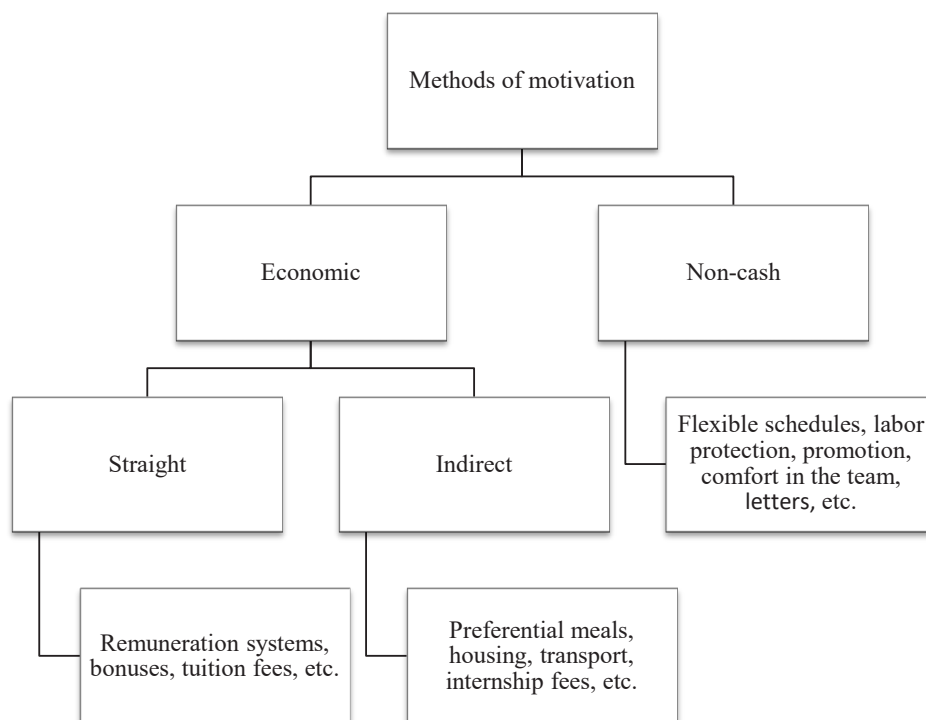 Methods of motivation
Economic
Non-cash
Straight
Indirect
Flexible schedules, labor
protection, promotion,
comfort in the team,
letters, etc.
Remuneration systems,
bonuses, tuition fees, etc.
Preferential meals,
housing, transport,
internship fees, etc.